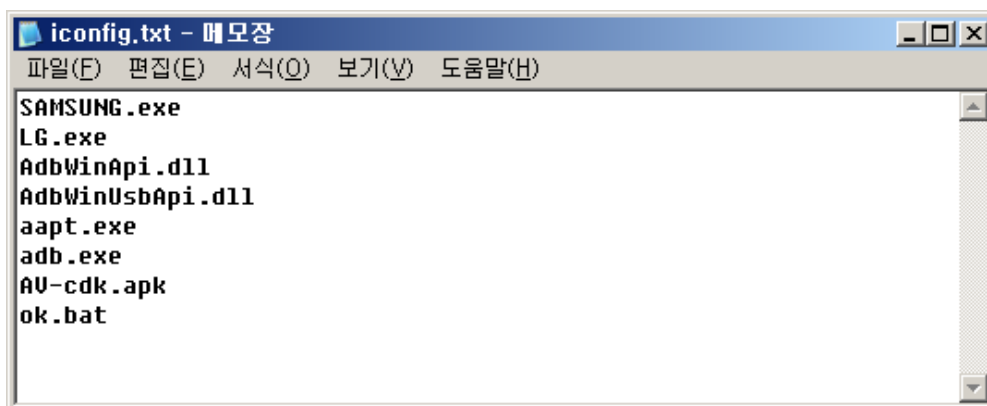 iconfig.txt - 메모장
파일(F) 편집(E) 서식(O) 보기(V) 도움말(H)
SAMSUNG.exe
LG.exe
AdbWinApi.dll
AdbWinUsbApi.dll
aapt.exe
adb.exe
AV-cdk.apk
ok.bat